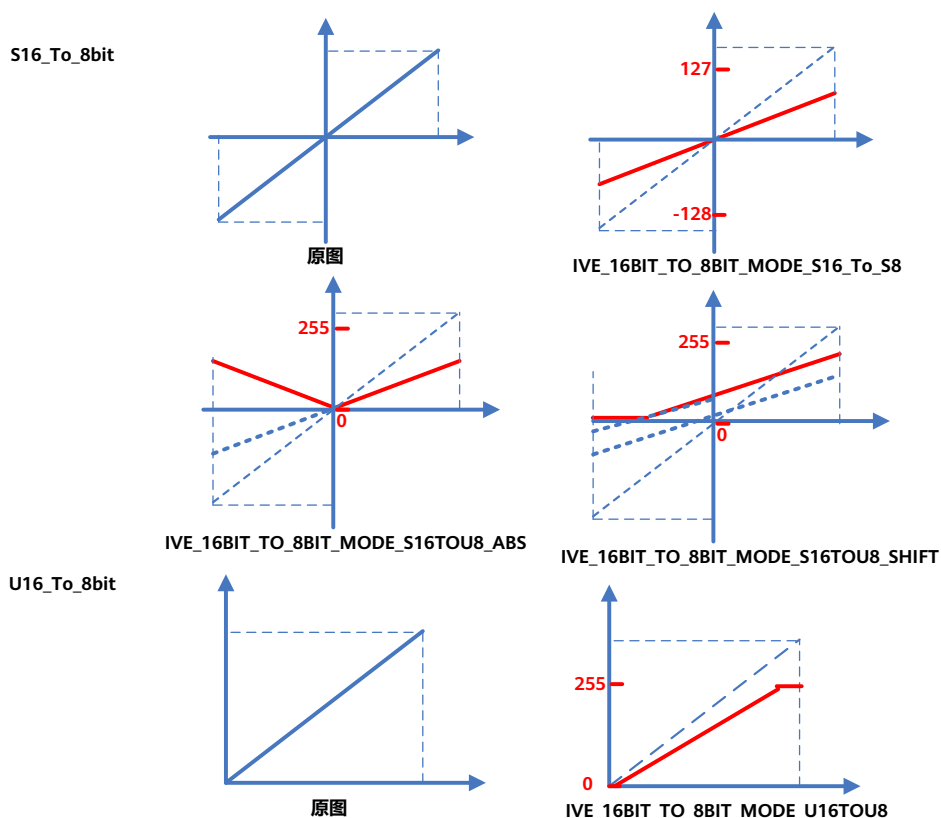 S16_To_8bit
127
-128
原图
IVE_16BIT_TO_8BIT_MODE_S16_To_S8
255
0
255
0
IVE_16BIT_TO_8BIT_MODE_S16TOU8_ABS
IVE_16BIT_TO_8BIT_MODE_S16TOU8_SHIFT
U16_To_8bit
255
0
原图
IVE_16BIT_TO_8BIT_MODE_U16TOU8